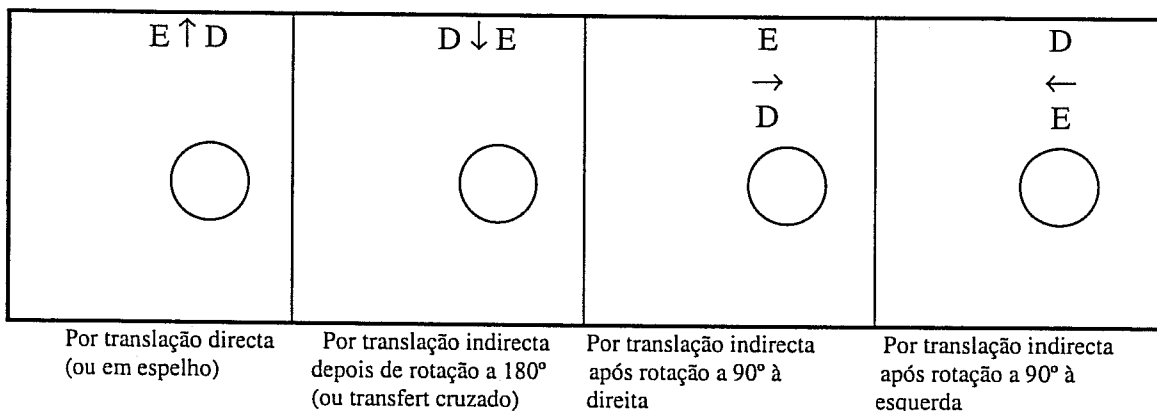 E ↑ D
D ↓ E
E
→
D
D
←
E
Por translação directa
(ou em espelho)
Por translação indirecta
depois de rotação a 180º
(ou transfert cruzado)
Por translação indirecta
após rotação a 90º à
direita
Por translação indirecta
após rotação a 90º à
esquerda